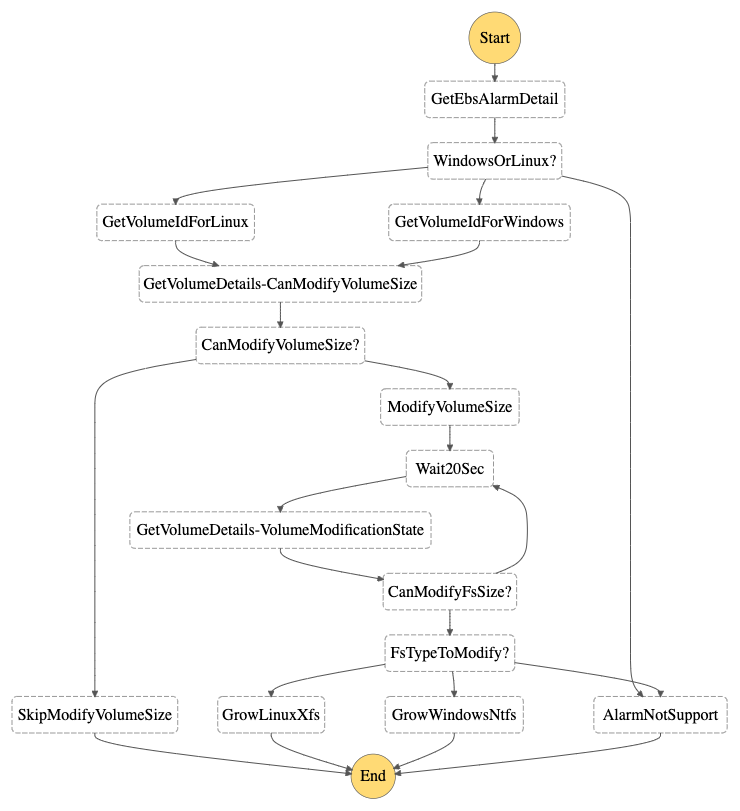 Start
GetEbsAlarmDetail
WindowsOrLinux?
GetVolumeIdForLinux
GetVolumeIdForWindows
GetVolumeDetails-CanModifyVolumeSize
CanModifyVolumeSize?
ModifyVolumeSize
Wait20Sec
GetVolumeDetails-VolumeModificationState
CanModifyFsSize?
FsTypeToModify?
SkipModifyVolumeSize
GrowLinuxXfs
GrowWindowsNtfs
AlarmNotSupport
End